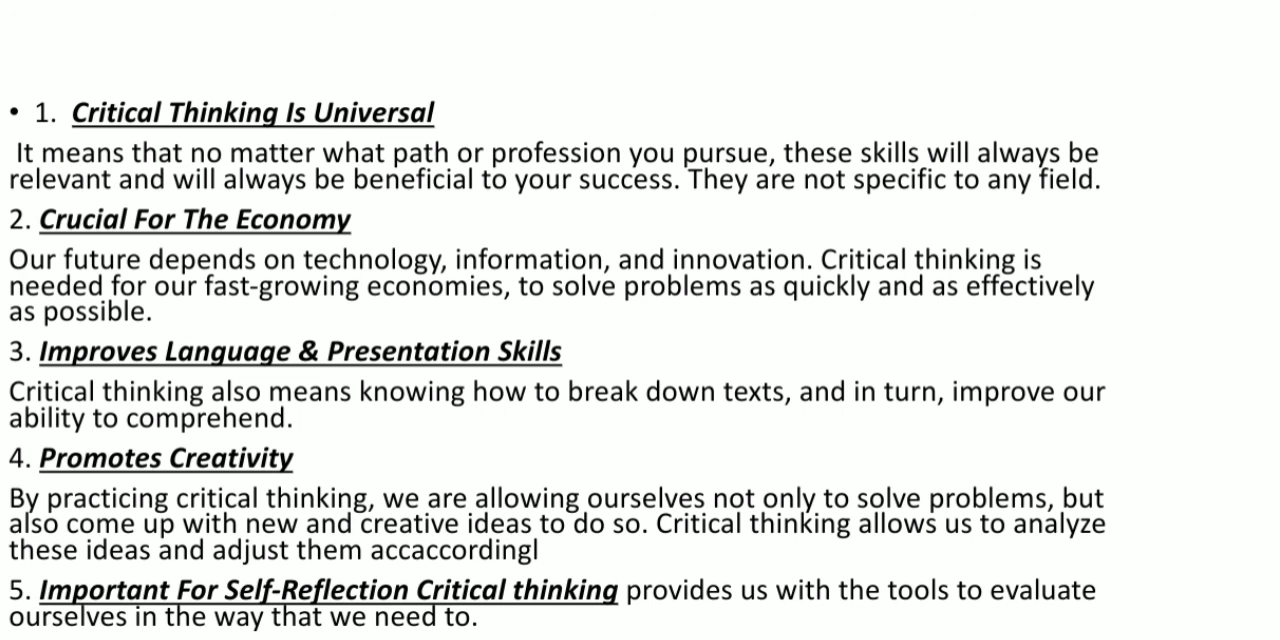 • 1. Critical Thinking Is Universal
It means that no matter what path or profession you pursue, these skills will always be
relevant and will always be beneficial to your success. They are not specific to any field.
2. Crucial For The Economy
Our future depends on technology, information, and innovation. Critical thinking is
needed for our fast-growing economies, to solve problems as quickly and as effectively
as possible.
3. Improves Language & Presentation Skills
Critical thinking also means knowing how to break down texts, and in turn, improve our
ability to comprehend.
4. Promotes Creativity
By practicing critical thinking, we are allowing ourselves not only to solve problems, but
also come up with new and creative ideas to do so. Critical thinking allows us to analyze
these ideas and adjust them accaccordingl
5. Important For Self-Reflection Critical thinking provides us with the tools to evaluate
ourselves in the way that we need to.